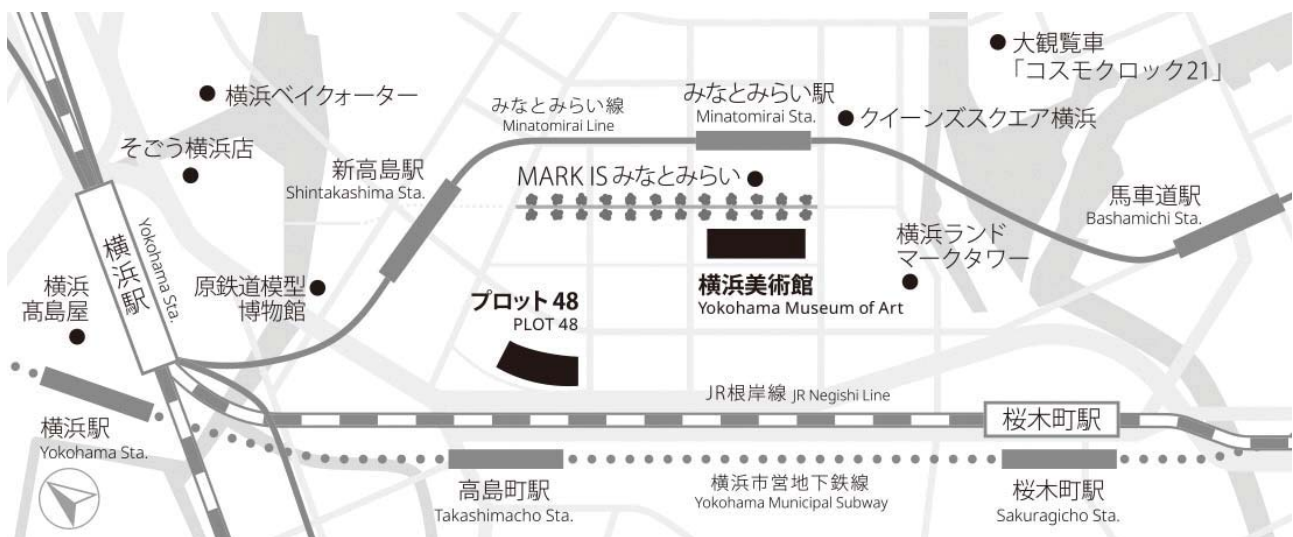 大観覧車
「コスモクロック21」
横浜ベイクォーター
みなとみらい線
Minatomirai Line
みなとみらい駅
Minatomirai Sta.
クイーンズスクエア横浜
そごう横浜店
新高島駅
Shintakashima Sta.
MARK ISみなとみらい
馬車道駅
Bashamichi Sta.
横浜駅
Yokohama Sta.
横浜ランド
マークタワー
横浜
髙島屋
原鉄道模型
博物館
プロット48
PLOT 48
横浜美術館
Yokohama Museum of Art
JR根岸線 JR Negishi Line
桜木町駅
横浜駅
Yokohama Sta.
高島町駅
Takashimacho Sta.
横浜市営地下鉄線
Yokohama Municipal Subway
桜木町駅
Sakuragicho Sta.